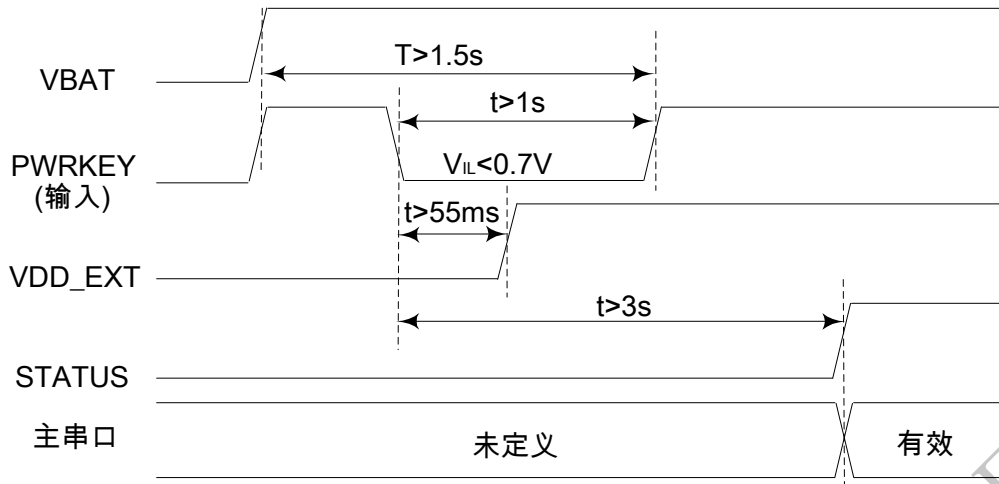 VBAT
T>1.5s
t>1s
PWRKEY
(输入)
VIL<0.7V
t>55ms
VDD_EXT
t>3s
STATUS
主串口
未定义
有效